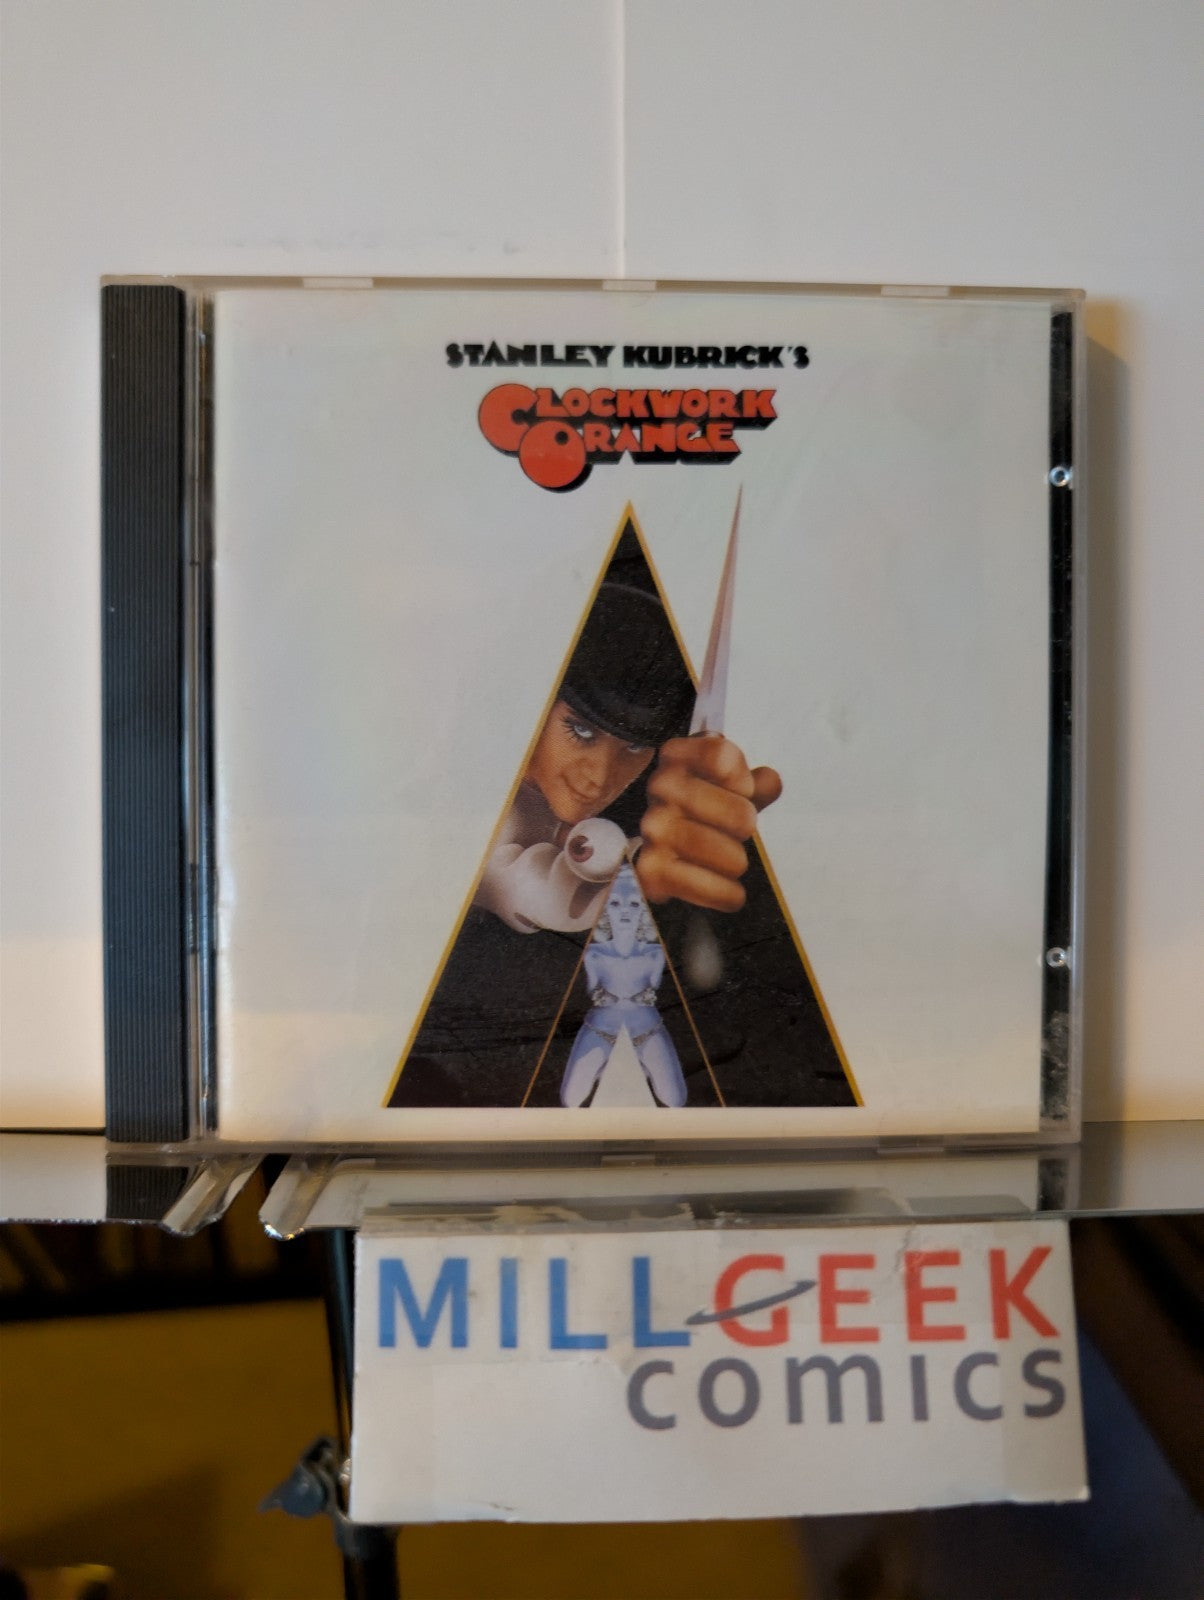 STANLEY KUBRICK'S
CLOCKWORK
ORANGE
MILLGEEK
comics